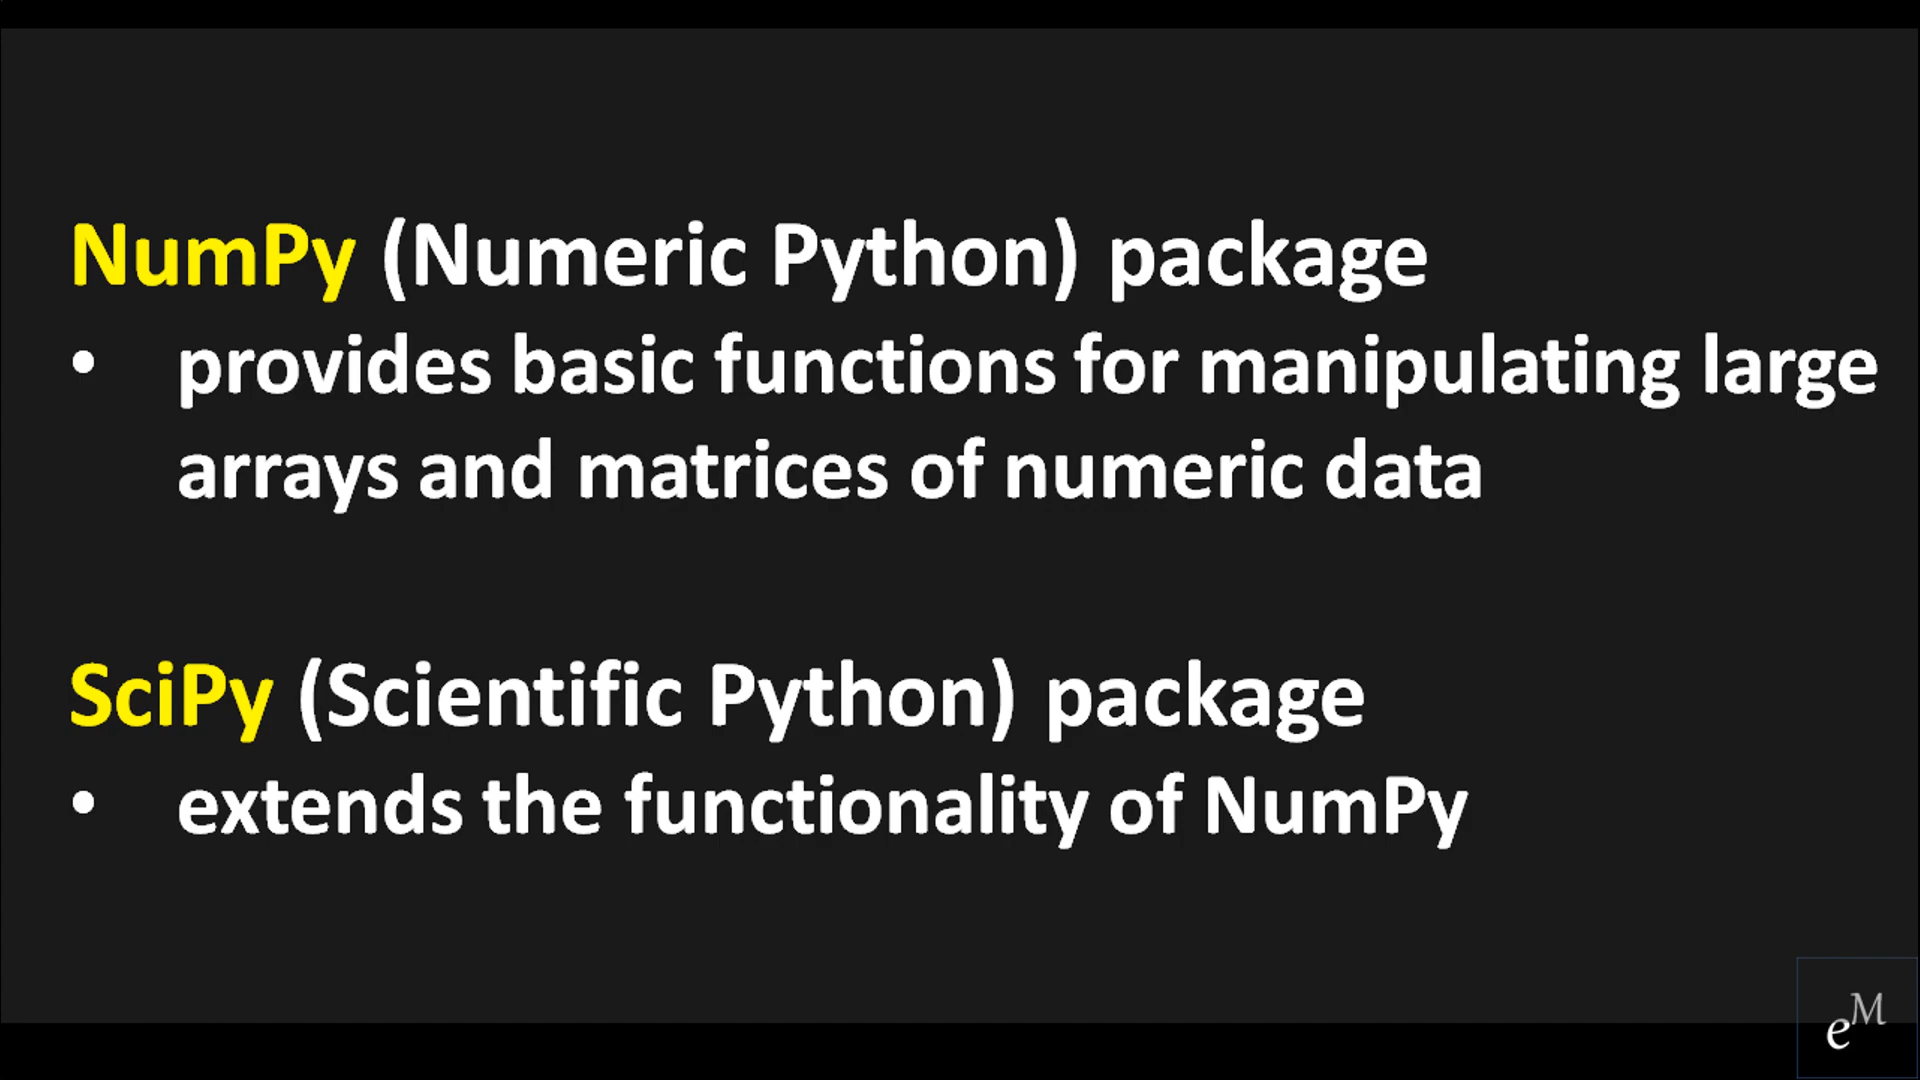 NumPy (Numeric Python) package
• provides basic functions for manipulating large
arrays and matrices of numeric data
SciPy (Scientific Python) package
• extends the functionality of NumPy
eM